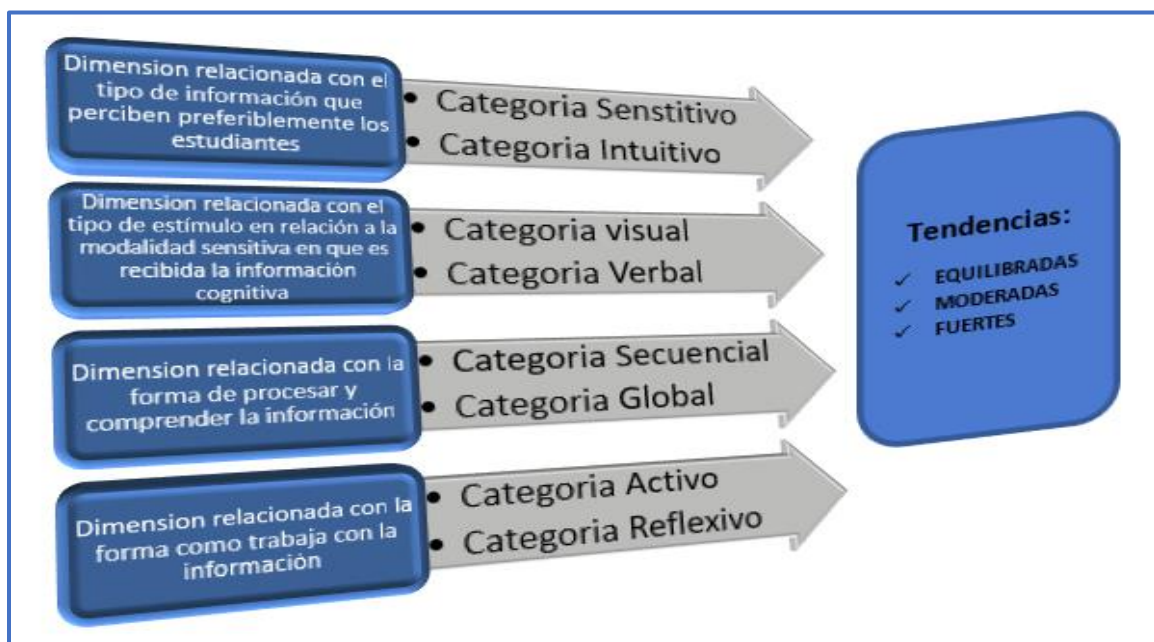 Dimension relacionada con el
tipo de información que
perciben preferiblemente los
estudiantes
• Categoria Senstitivo
• Categoria Intuitivo
Dimension relacionada con el
tipo de estímulo en relación a la
modalidad sensitiva en que es
recibida la información
cognitiva
• Categoria visual
• Categoria Verbal
Dimension relacionada con la
forma de procesar y
comprender la información
• Categoria Secuencial
• Categoria Global
Dimension relacionada con la
forma como trabaja con la
información
• Categoria Activo
• Categoria Reflexivo
Tendencias:
✓ EQUILIBRADAS
✓ MODERADAS
✓ FUERTES